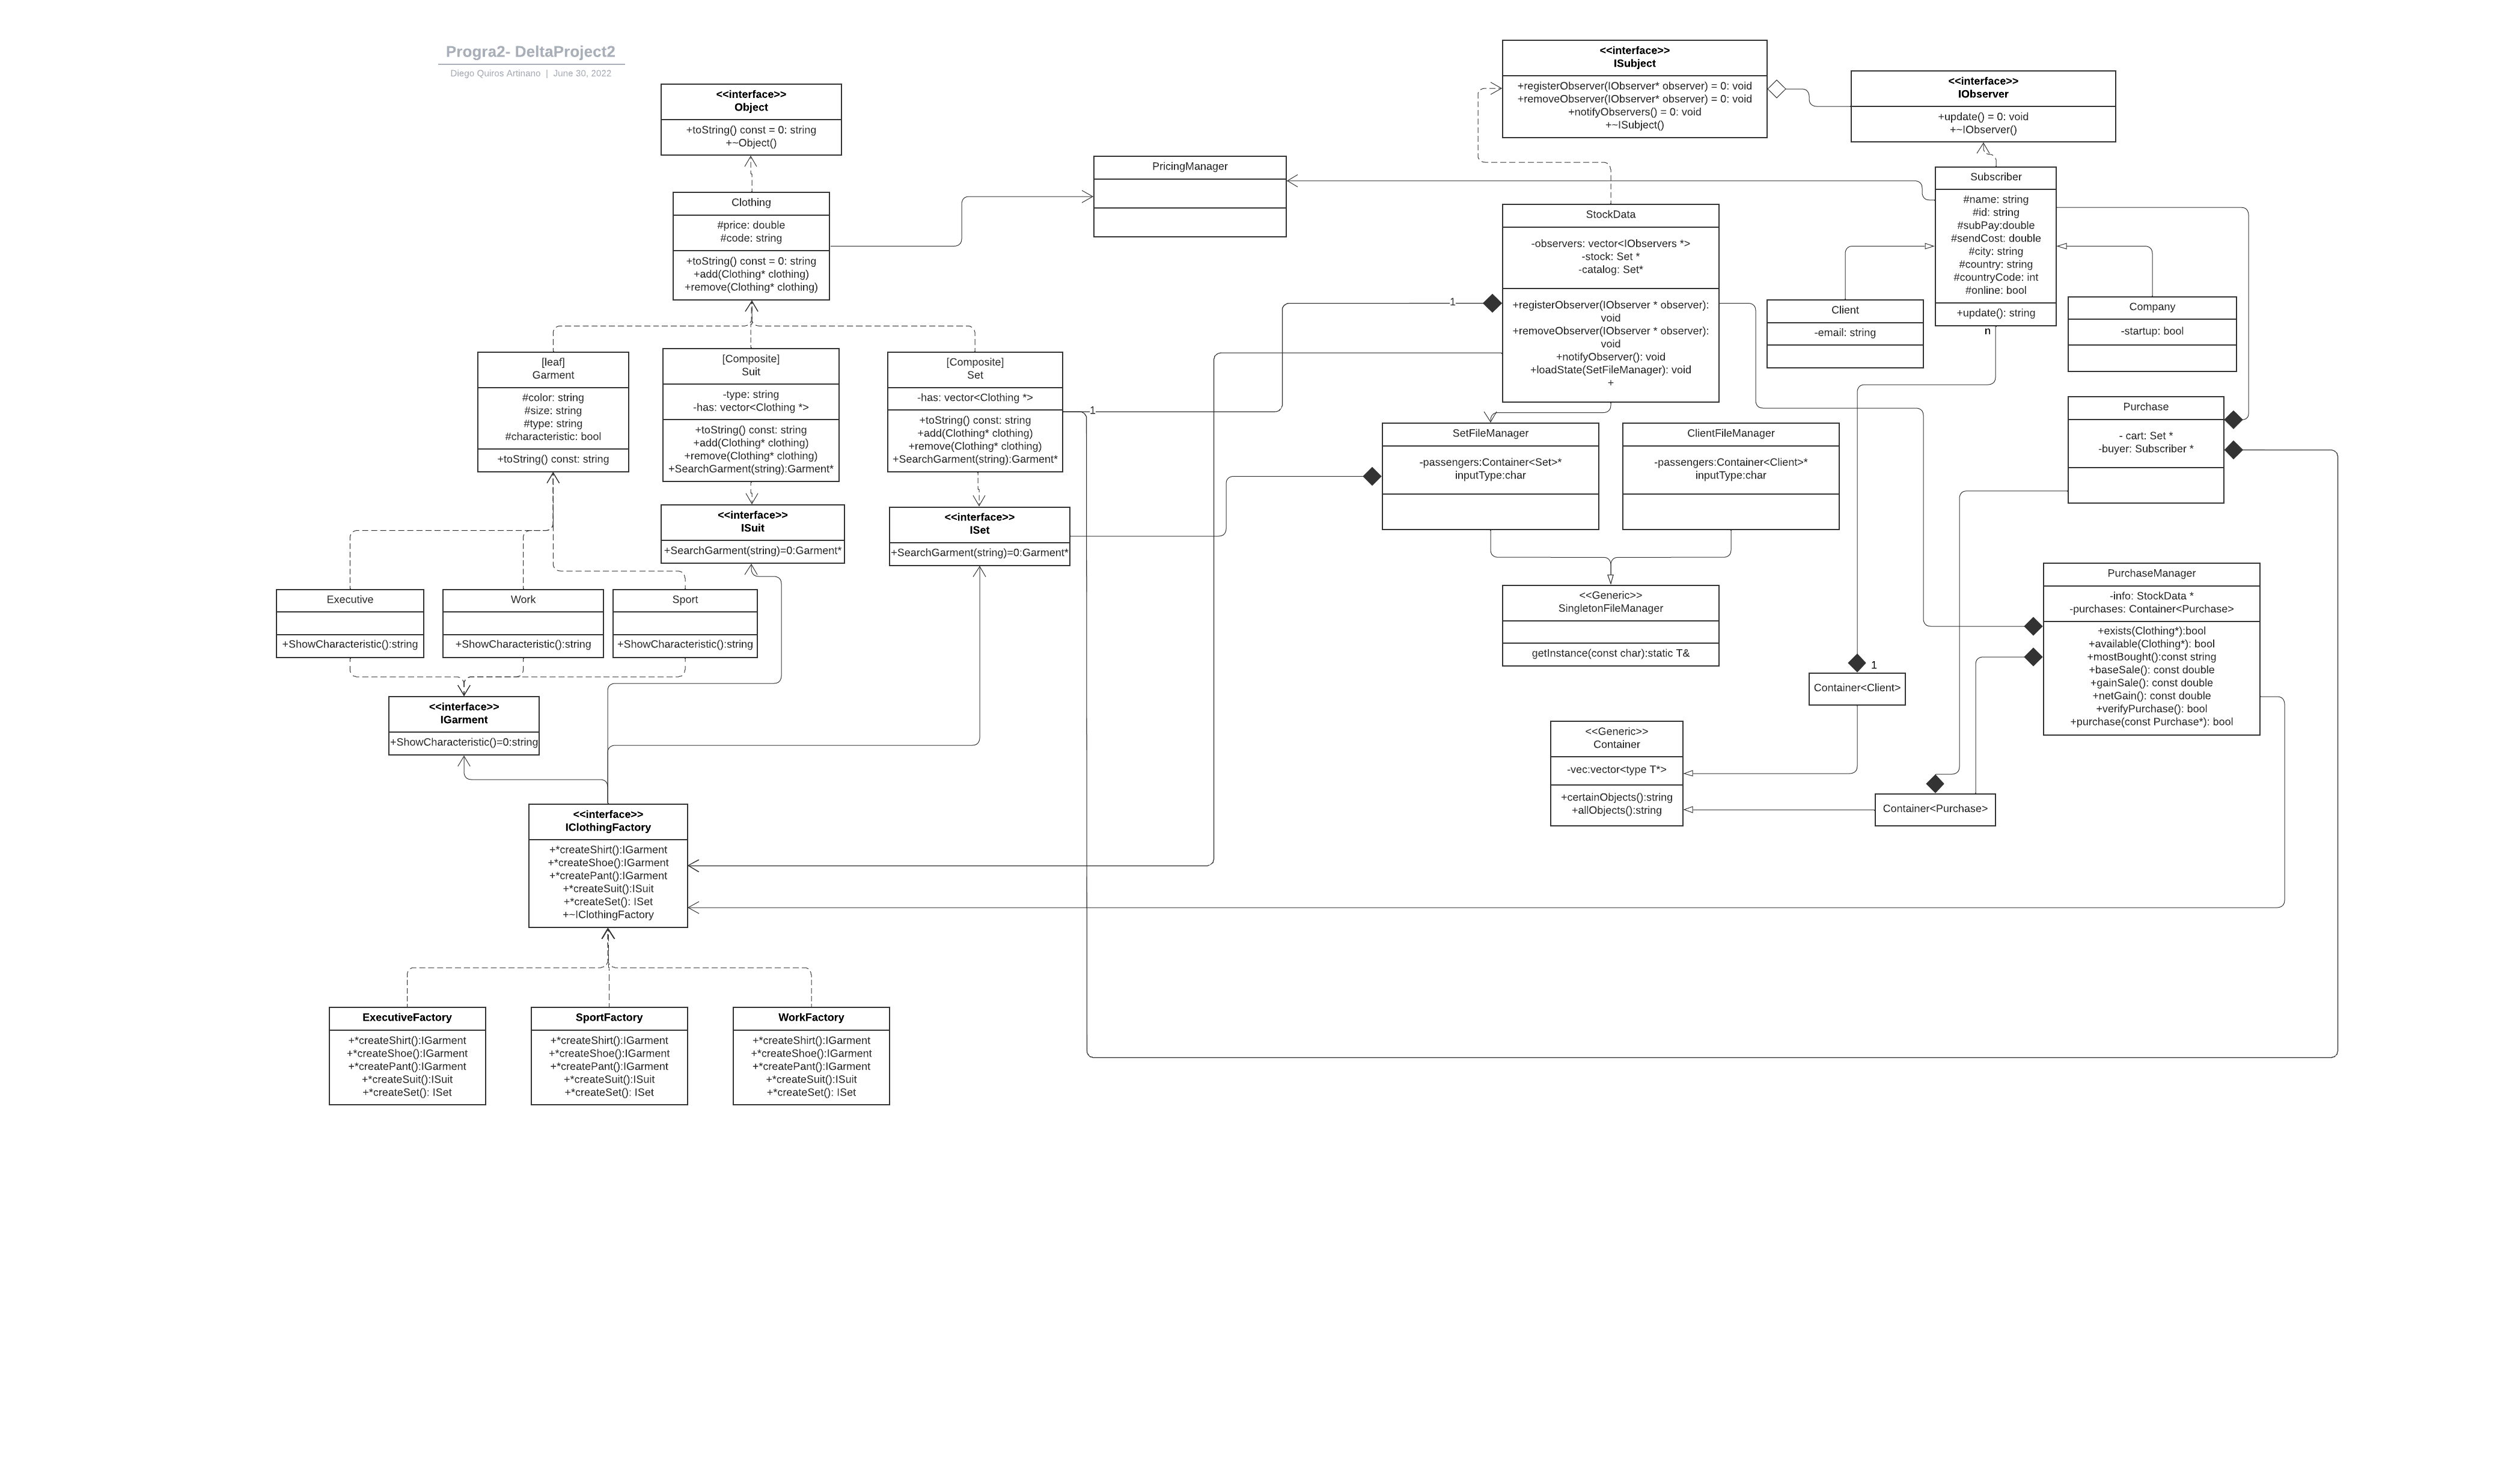 Progra2- DeltaProject2
Diego Quiros Artinano | June 30, 2022
<<interface>>
Object
+toString() const = 0: string
+~Object()
Clothing
#price: double
#code: string
+toString() const = 0: string
+add(Clothing* clothing)
+remove(Clothing* clothing)
PricingManager
<<interface>>
ISubject
+registerObserver(IObserver* observer) = 0: void
+removeObserver(IObserver* observer) = 0: void
+notifyObservers() = 0: void
+~ISubject()
<<interface>>
IObserver
+update() = 0: void
+~IObserver()
Subscriber
#name: string
#id: string
#subPay:double
#sendCost: double
#city: string
#country: string
#countryCode: int
#online: bool
+update(): string
n
StockData
-observers: vector<IObservers *>
-stock: Set *
-catalog: Set*
+registerObserver(IObserver * observer):
void
+removeObserver(IObserver * observer):
void
+notifyObserver(): void
+loadState(SetFileManager): void
+
1
1
Client
-email: string
Company
-startup: bool
[leaf]
Garment
#color: string
#size: string
#type: string
#characteristic: bool
+toString() const: string
[Composite]
Suit
-type: string
-has: vector<Clothing *>
+toString() const: string
+add(Clothing* clothing)
+remove(Clothing* clothing)
+SearchGarment(string):Garment*
[Composite]
Set
-has: vector<Clothing *>
+toString() const: string
+add(Clothing* clothing)
+remove(Clothing* clothing)
+SearchGarment(string):Garment*
Purchase
- cart: Set *
-buyer: Subscriber *
SetFileManager
-passengers:Container<Set>*
inputType:char
ClientFileManager
-passengers:Container<Client>*
inputType:char
<<interface>>
ISuit
+SearchGarment(string)=0:Garment*
<<interface>>
ISet
+SearchGarment(string)=0:Garment*
Executive
+ShowCharacteristic():string
Work
+ShowCharacteristic():string
Sport
+ShowCharacteristic():string
<<Generic>>
SingletonFileManager
getInstance(const char):static T&
PurchaseManager
-info: StockData *
-purchases: Container<Purchase>
+exists(Clothing*):bool
+available(Clothing*): bool
+mostBought():const string
+baseSale(): const double
+gainSale(): const double
+netGain(): const double
+verifyPurchase(): bool
+purchase(const Purchase*): bool
1
Container<Client>
<<interface>>
IGarment
+ShowCharacteristic()=0:string
<<Generic>>
Container
-vec:vector<type T*>
+certainObjects():string
+allObjects():string
Container<Purchase>
<<interface>>
IClothingFactory
+*createShirt():IGarment
+*createShoe():IGarment
+*createPant():IGarment
+*createSuit():ISuit
+*createSet(): ISet
+~IClothingFactory
ExecutiveFactory
+*createShirt():IGarment
+*createShoe():IGarment
+*createPant():IGarment
+*createSuit():ISuit
+*createSet(): ISet
SportFactory
+*createShirt():IGarment
+*createShoe():IGarment
+*createPant():IGarment
+*createSuit():ISuit
+*createSet(): ISet
WorkFactory
+*createShirt():IGarment
+*createShoe():IGarment
+*createPant():IGarment
+*createSuit():ISuit
+*createSet(): ISet